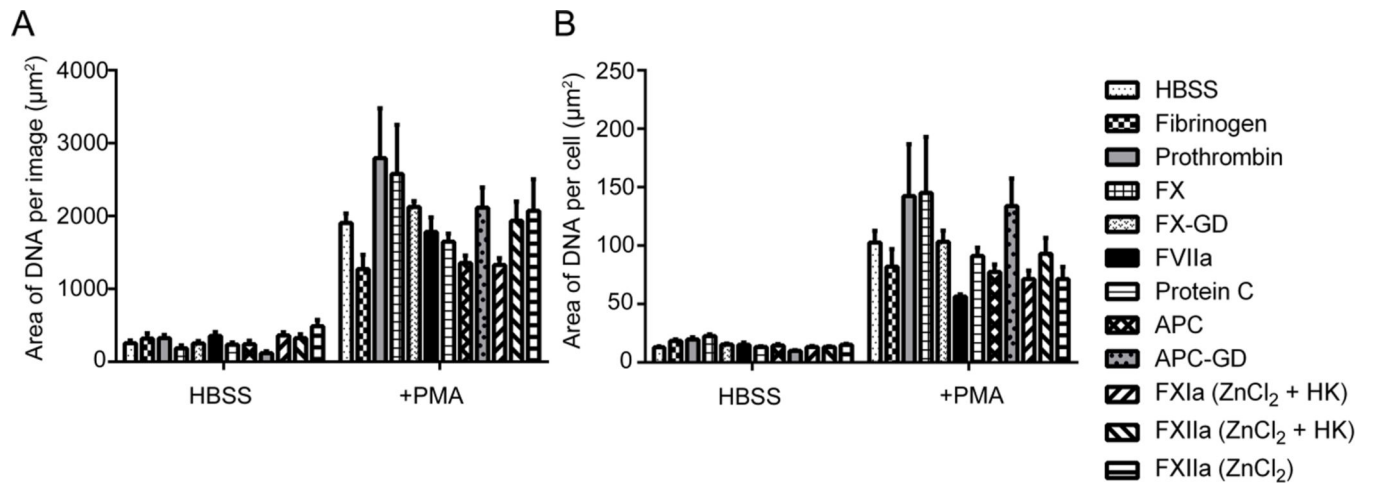 A
B
Area of DNA per image (µm²)
4000
3000
2000
1000
0
HBSS
+PMA
Area of DNA per cell (µm²)
250
200
150
100
50
0
HBSS
+PMA
HBSS
Fibrinogen
Prothrombin
FX
FX-GD
FVIIa
Protein C
APC
APC-GD
FXIa (ZnCl₂ + HK)
FXIIa (ZnCl₂ + HK)
FXIIa (ZnCl₂)